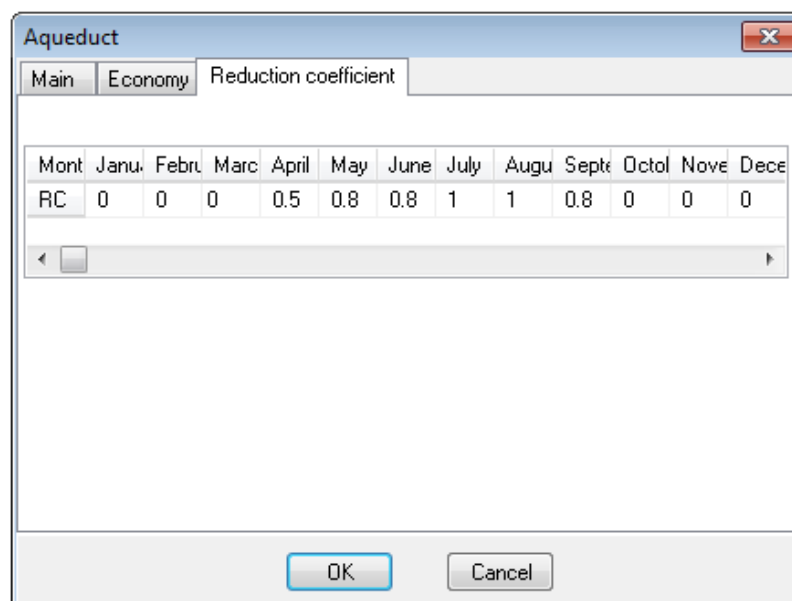 Aqueduct
Main Economy Reduction coefficient
Mont Janu Febru Marc April May June July Augu Septe Octol Nove Dece
RC 0 0 0 0.5 0.8 0.8 1 1 0.8 0 0 0
OK Cancel